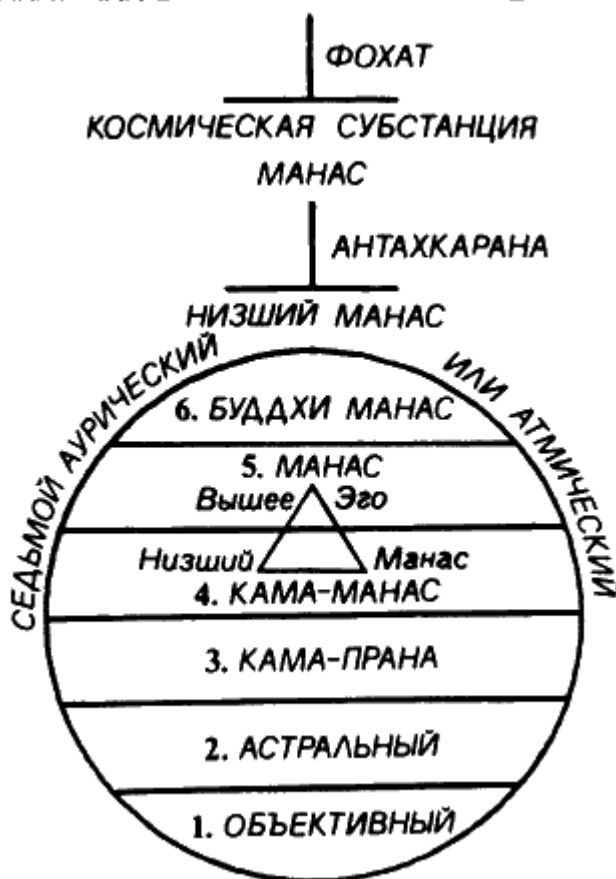 ФОХАТ
КОСМИЧЕСКАЯ СУБСТАНЦИЯ
МАНАС
АНТАХКАРАНА
НИЗШИЙ МАНАС
СЕДЬМОЙ АУРИЧЕСКИЙ
ИЛИ АТМИЧЕСКИЙ
6. БУДДХИ МАНАС
5. МАНАС
Вышее Эго
Низший Манас
4. КАМА-МАНАС
3. КАМА-ПРАНА
2. АСТРАЛЬНЫЙ
1. ОБЪЕКТИВНЫЙ